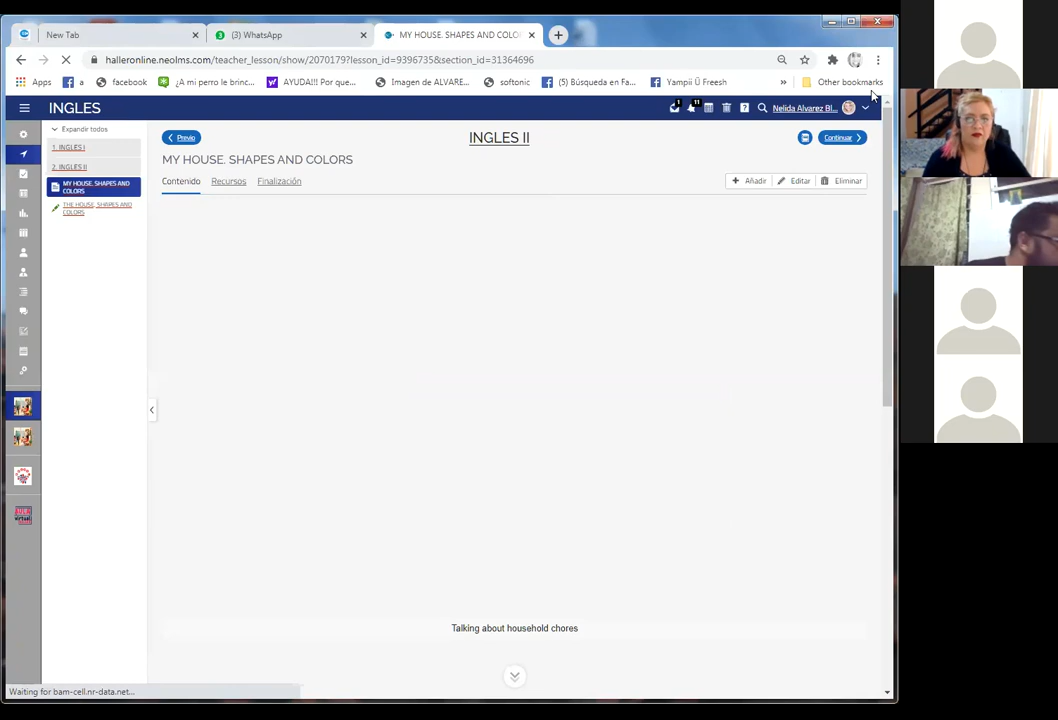 New Tab
(3) WhatsApp
MY HOUSE. SHAPES AND COLO
halleronline.neolms.com/teacher_lesson/show/2070179?lesson_id=9396735&section_id=31364696
Apps a facebook ¿A mi perro le brinc... AYUDA!!! Por que... Imagen de ALVARE... softonic (5) Búsqueda en Fa... Yampii Ü Freesh » Other bookmarks
INGLES
1 11
Nelida Alvarez Bl...
Expandir todos
1. INGLES I
2. INGLES II
MY HOUSE. SHAPES AND
COLORS
THE HOUSE, SHAPES AND
COLORS
Previo
INGLES II
Continuar
MY HOUSE. SHAPES AND COLORS
Contenido Recursos Finalización
Añadir Editar Eliminar
Talking about household chores
Waiting for bam-cell.nr-data.net...